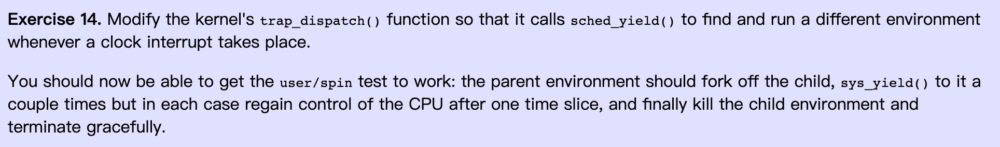 Exercise 14. Modify the kernel's trap_dispatch() function so that it calls sched_yield() to find and run a different environment
whenever a clock interrupt takes place.
You should now be able to get the user/spin test to work: the parent environment should fork off the child, sys_yield() to it a
couple times but in each case regain control of the CPU after one time slice, and finally kill the child environment and
terminate gracefully.